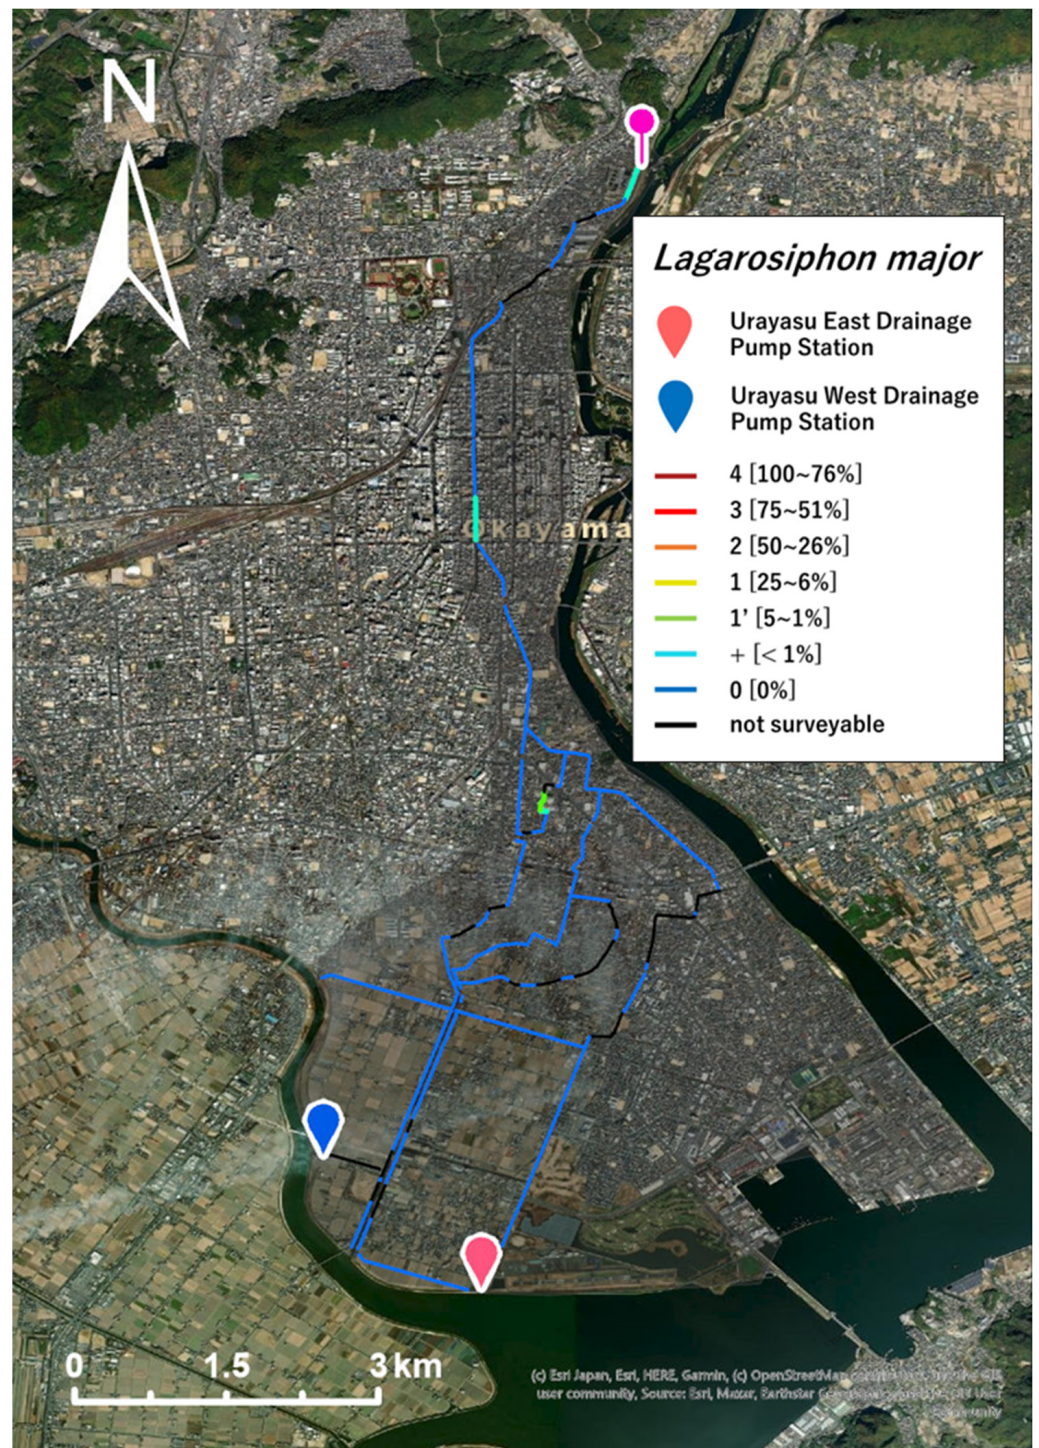 N
Lagarosiphon major
Urayasu East Drainage
Pump Station
Urayasu West Drainage
Pump Station
4 [100~76%]
3 [75~51%]
2 [50~26%]
1 [25~6%]
1’ [5~1%]
+ [< 1%]
0 [0%]
not surveyable
Okayama
0 1.5 3 km
(c) Esri Japan, Esri, HERE, Garmin, (c) OpenStreetMap
user community, Source: Esri, Maxar, Earthstar